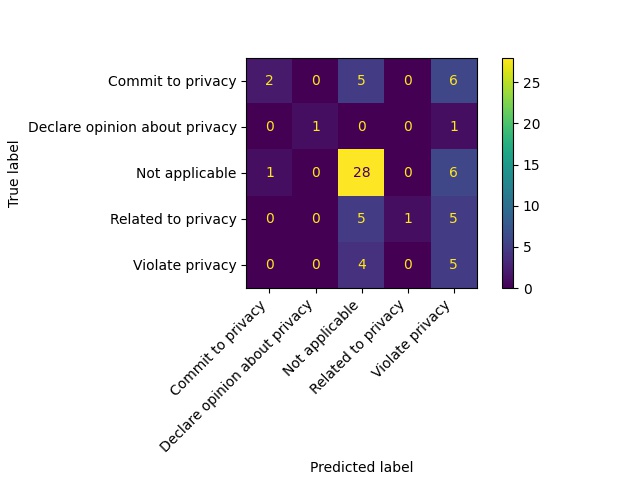 Commit to privacy 2 0 5 0 6
Declare opinion about privacy 0 1 0 0 1
Not applicable 1 0 28 0 6
Related to privacy 0 0 5 1 5
Violate privacy 0 0 4 0 5
True label
Commit to privacy
Declare opinion about privacy
Not applicable
Related to privacy
Violate privacy
Predicted label
25
20
15
10
5
0